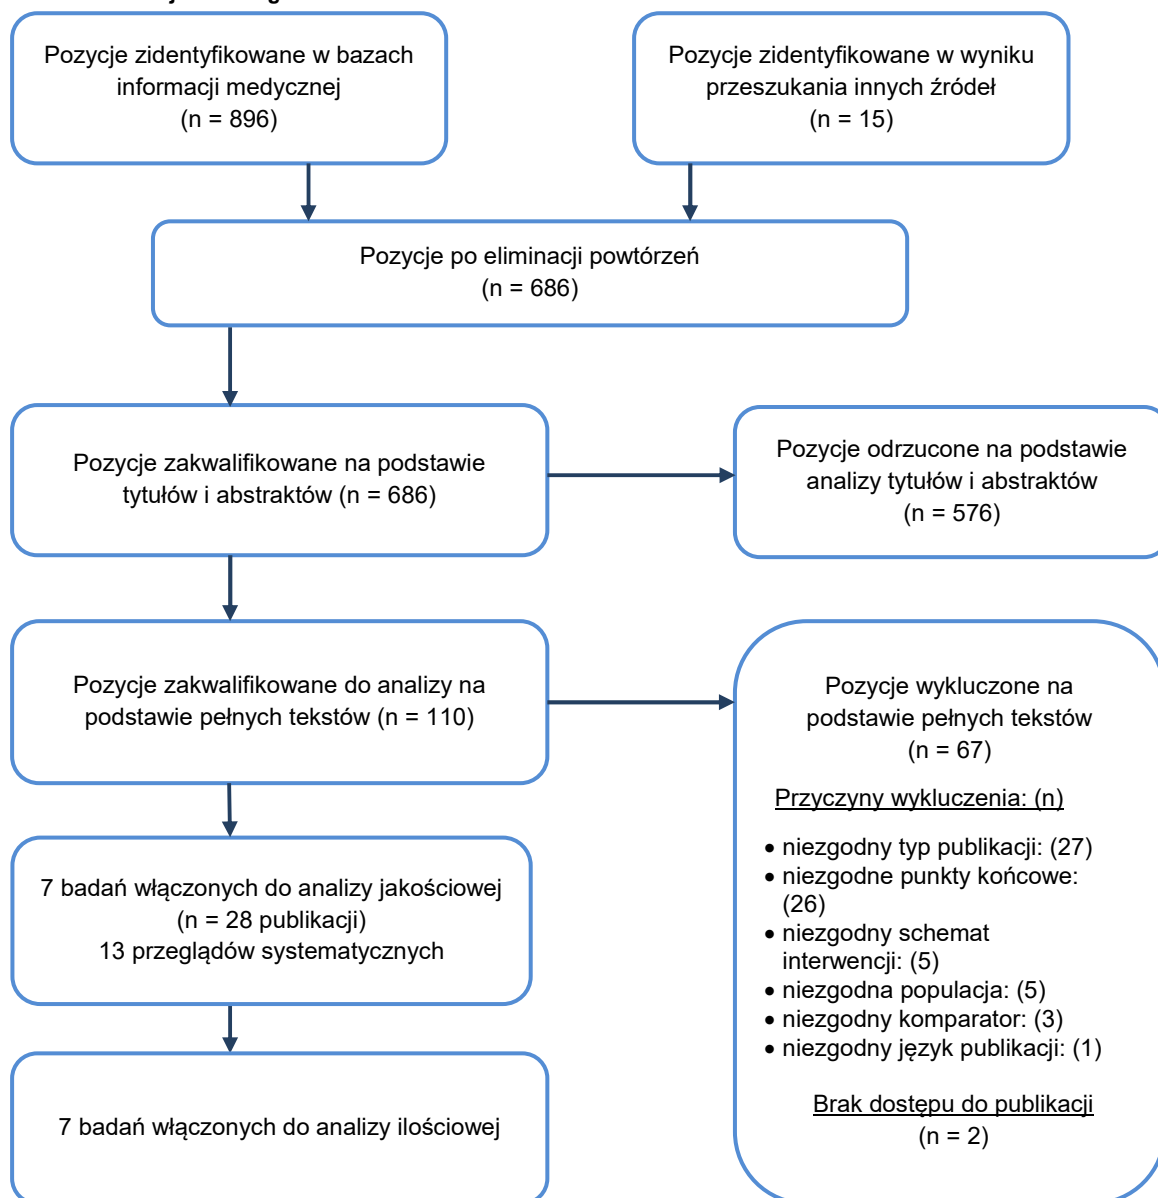 Pozycje zidentyfikowane w bazach
informacji medycznej
(n = 896)
Pozycje zidentyfikowane w wyniku
przeszukania innych źródeł
(n = 15)
Pozycje po eliminacji powtórzeń
(n = 686)
Pozycje zakwalifikowane na podstawie
tytułów i abstraktów (n = 686)
Pozycje odrzucone na podstawie
analizy tytułów i abstraktów
(n = 576)
Pozycje zakwalifikowane do analizy na
podstawie pełnych tekstów (n = 110)
Pozycje wykluczone na
podstawie pełnych tekstów
(n = 67)
Przyczyny wykluczenia: (n)
• niezgodny typ publikacji: (27)
• niezgodne punkty końcowe:
(26)
• niezgodny schemat
interwencji: (5)
• niezgodna populacja: (5)
• niezgodny komparator: (3)
• niezgodny język publikacji: (1)
Brak dostępu do publikacji
(n = 2)
7 badań włączonych do analizy jakościowej
(n = 28 publikacji)
13 przeglądów systematycznych
7 badań włączonych do analizy ilościowej